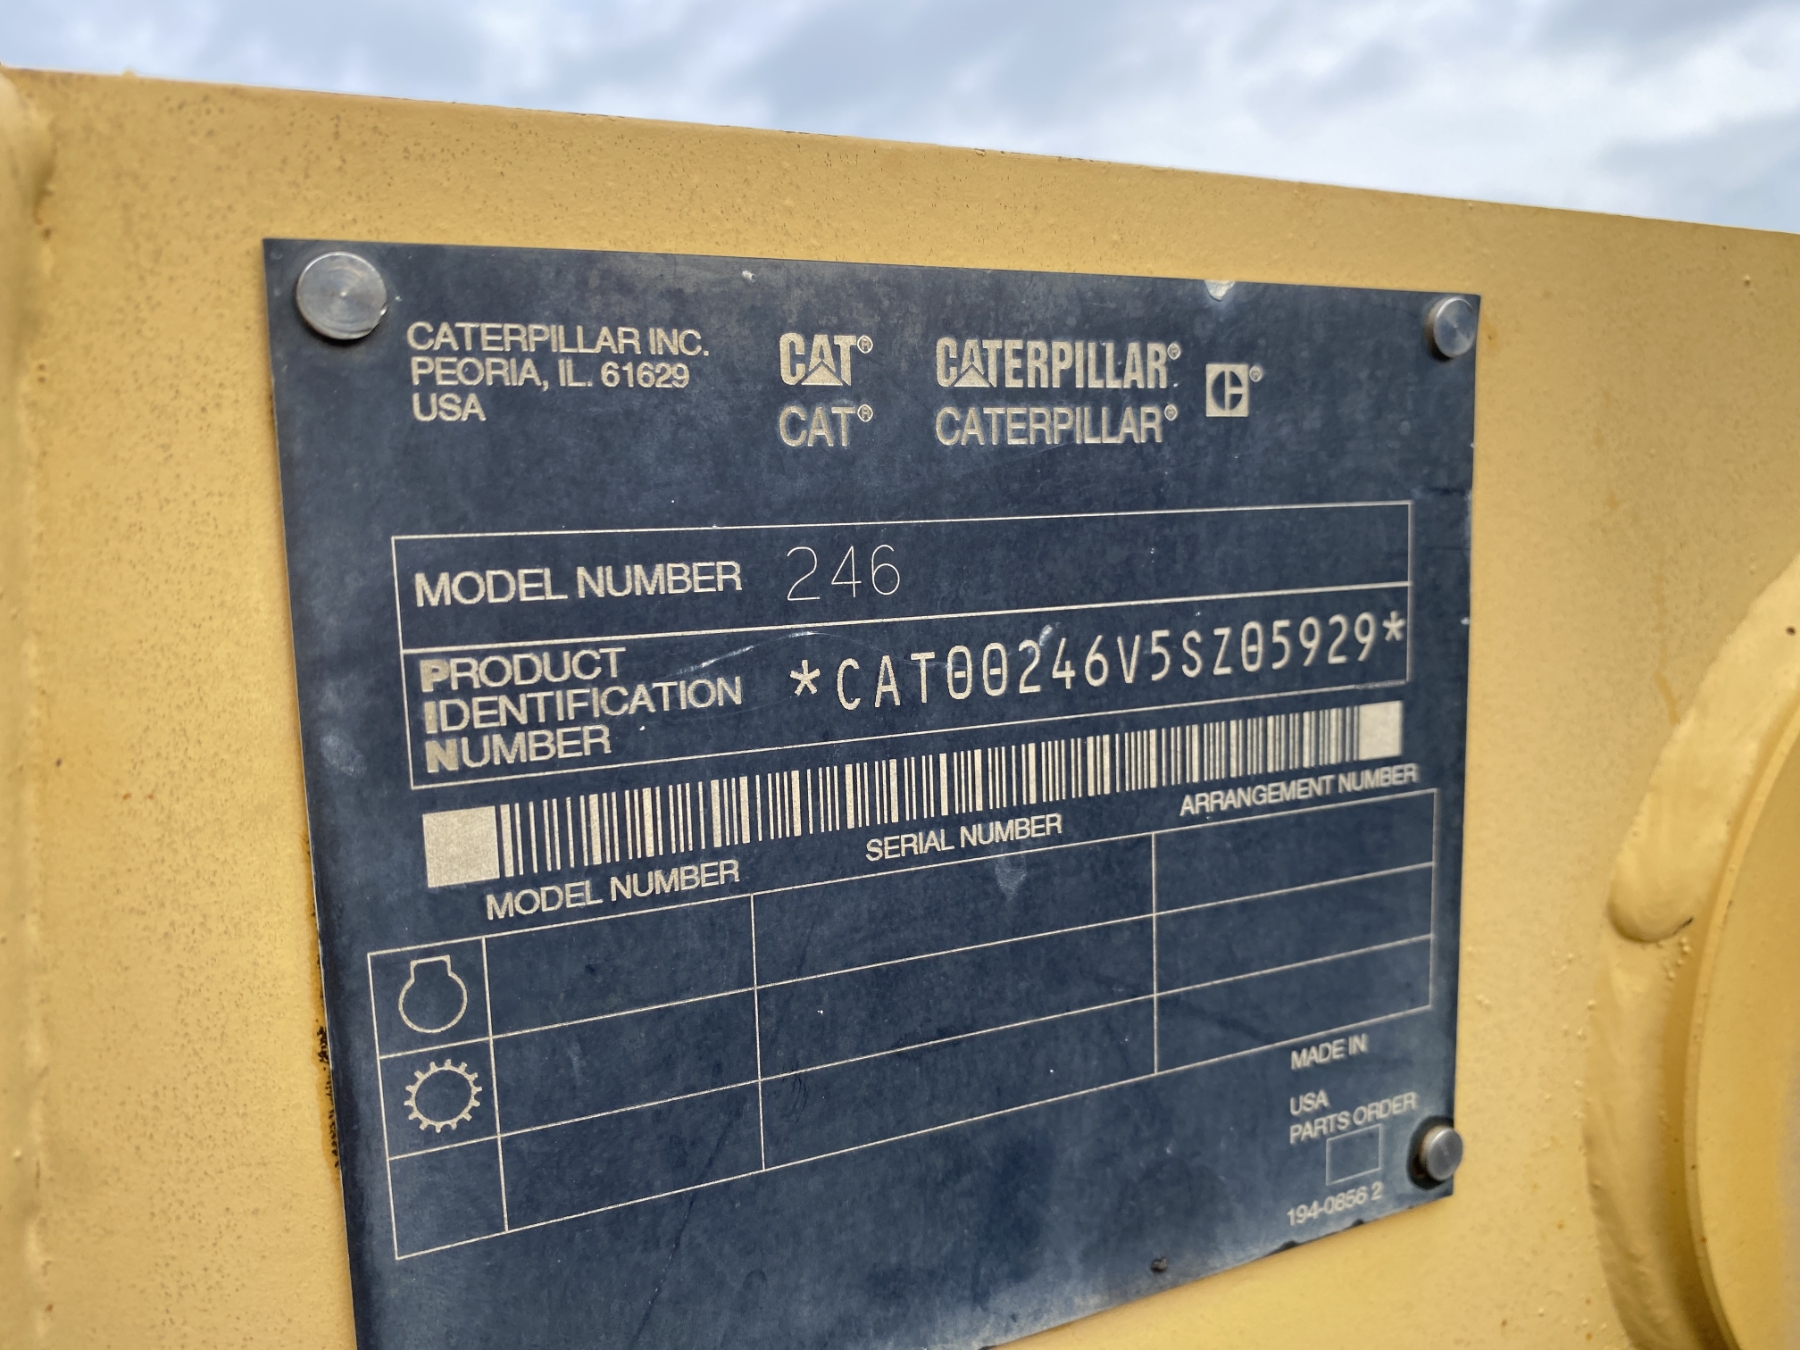 CATERPILLAR INC.
PEORIA, IL. 61629
USA
CAT® CATERPILLAR®
CAT® CATERPILLAR®
C®
MODEL NUMBER 246
PRODUCT
IDENTIFICATION
NUMBER
*CAT00246V5SZ05929*
MODEL NUMBER SERIAL NUMBER ARRANGEMENT NUMBER
MADE IN
USA
PARTS ORDER
194-0856 2